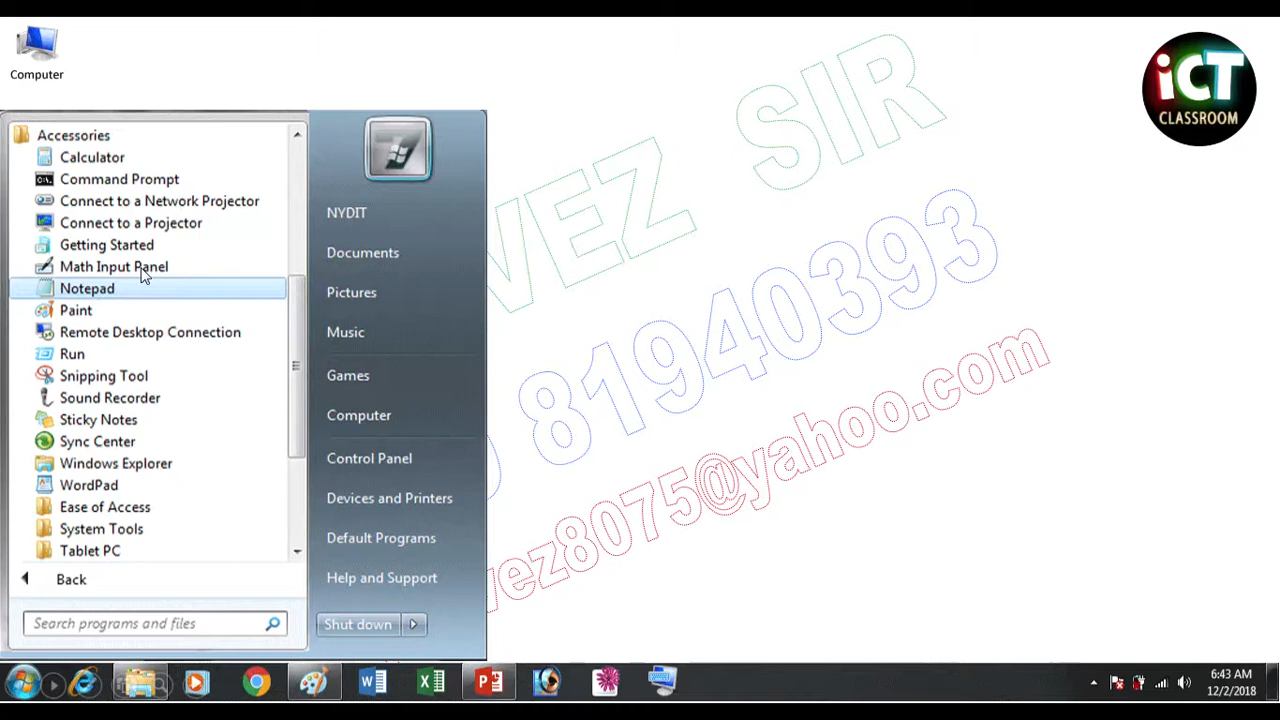 Computer
iCT
CLASSROOM
VEZ SIR
81940393
vez8075@yahoo.com
Accessories
Calculator
Command Prompt
Connect to a Network Projector
Connect to a Projector
Getting Started
Math Input Panel
Notepad
Paint
Remote Desktop Connection
Run
Snipping Tool
Sound Recorder
Sticky Notes
Sync Center
Windows Explorer
WordPad
Ease of Access
System Tools
Tablet PC
Back
Search programs and files
NYDIT
Documents
Pictures
Music
Games
Computer
Control Panel
Devices and Printers
Default Programs
Help and Support
Shut down
6:43 AM
12/2/2018